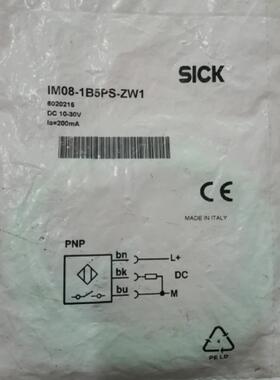 SICK
IM08-1B5PS-ZW1
6020216
DC 10-30V
Ia=200mA
CE
MADE IN ITALY
PNP
bn
L+
bk
DC
bu
M
PE LD